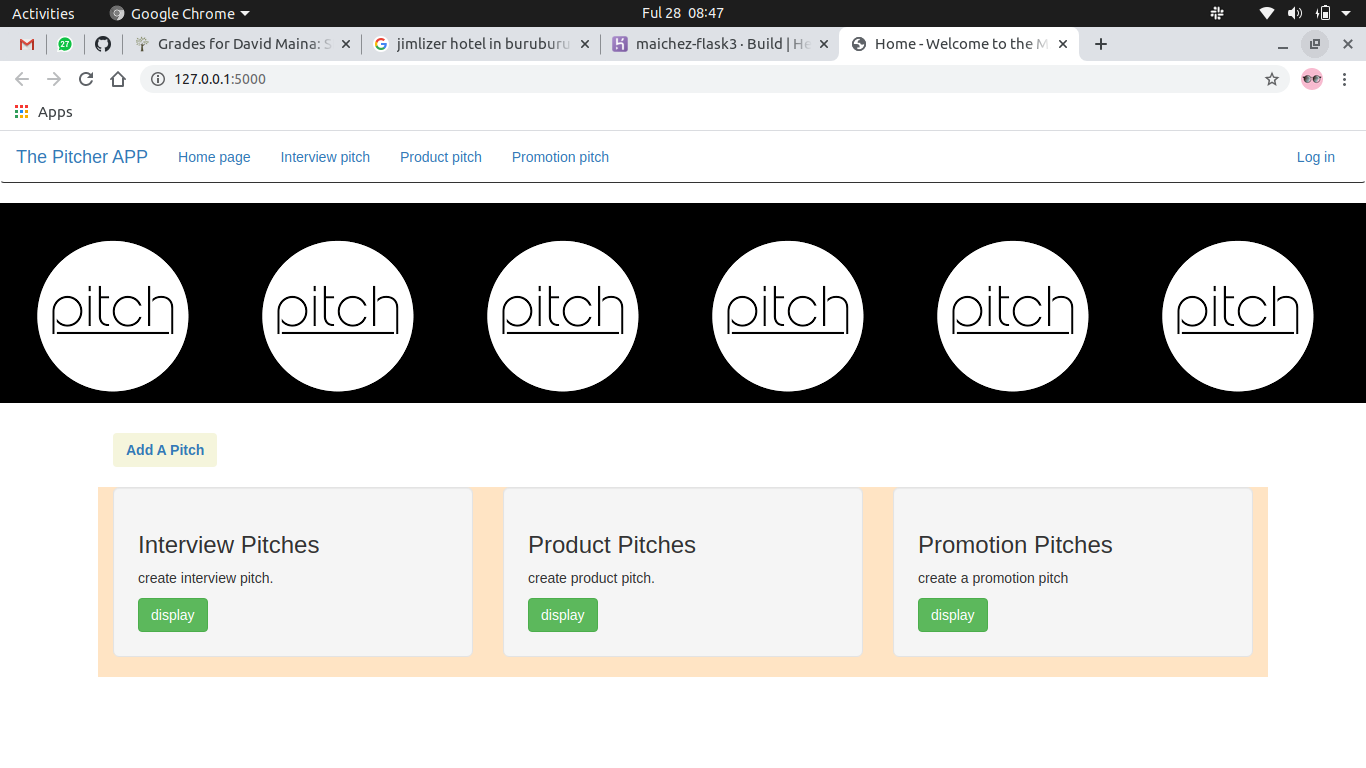 Activities Google Chrome Ful 28 08:47
27 Grades for David Maina: S jimlizer hotel in buruburu maichez-flask3 · Build | He Home - Welcome to the M
127.0.0.1:5000
Apps
The Pitcher APP Home page Interview pitch Product pitch Promotion pitch Log in
pitch pitch pitch pitch pitch pitch
Add A Pitch
Interview Pitches Product Pitches Promotion Pitches
create interview pitch. create product pitch. create a promotion pitch
display display display